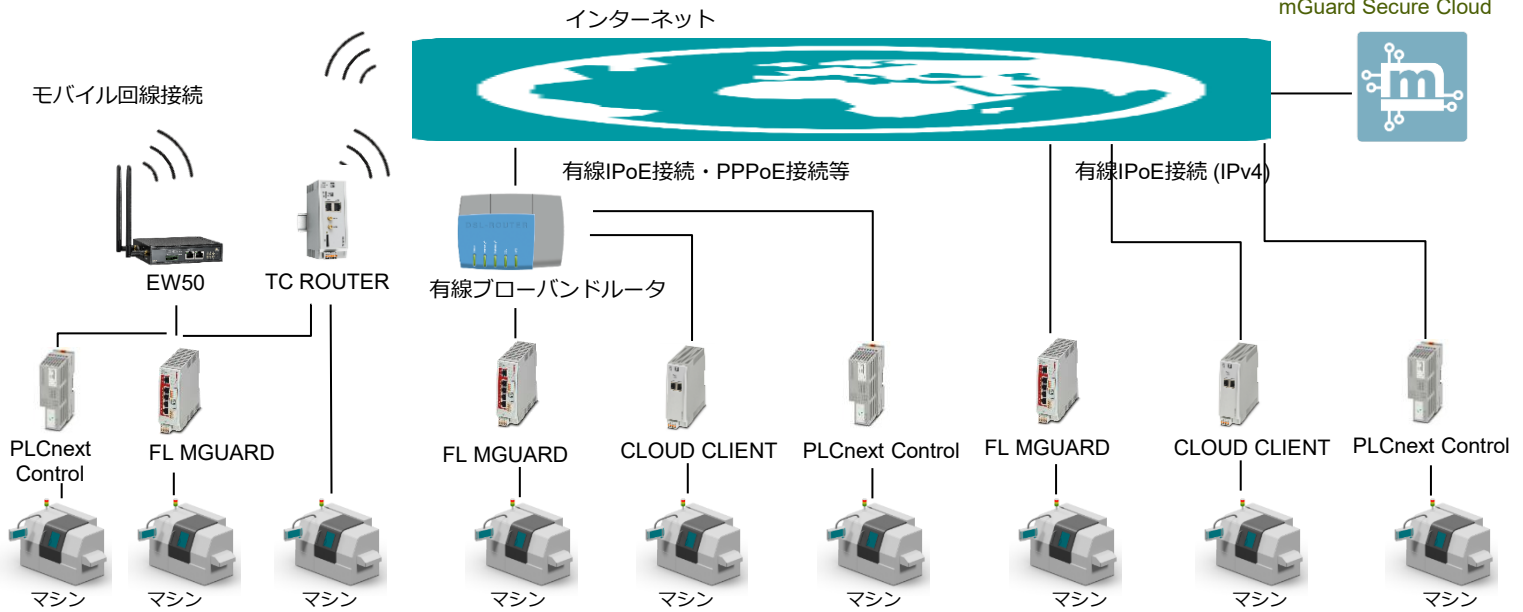 インターネット
mGuard Secure Cloud
モバイル回線接続
有線IPoE接続・PPPoE接続等
有線IPoE接続 (IPv4)
EW50
TC ROUTER
有線ブローバンドルータ
PLCnext
Control
FL MGUARD
FL MGUARD
CLOUD CLIENT
PLCnext Control
FL MGUARD
CLOUD CLIENT
PLCnext Control
マシン
マシン
マシン
マシン
マシン
マシン
マシン
マシン
マシン